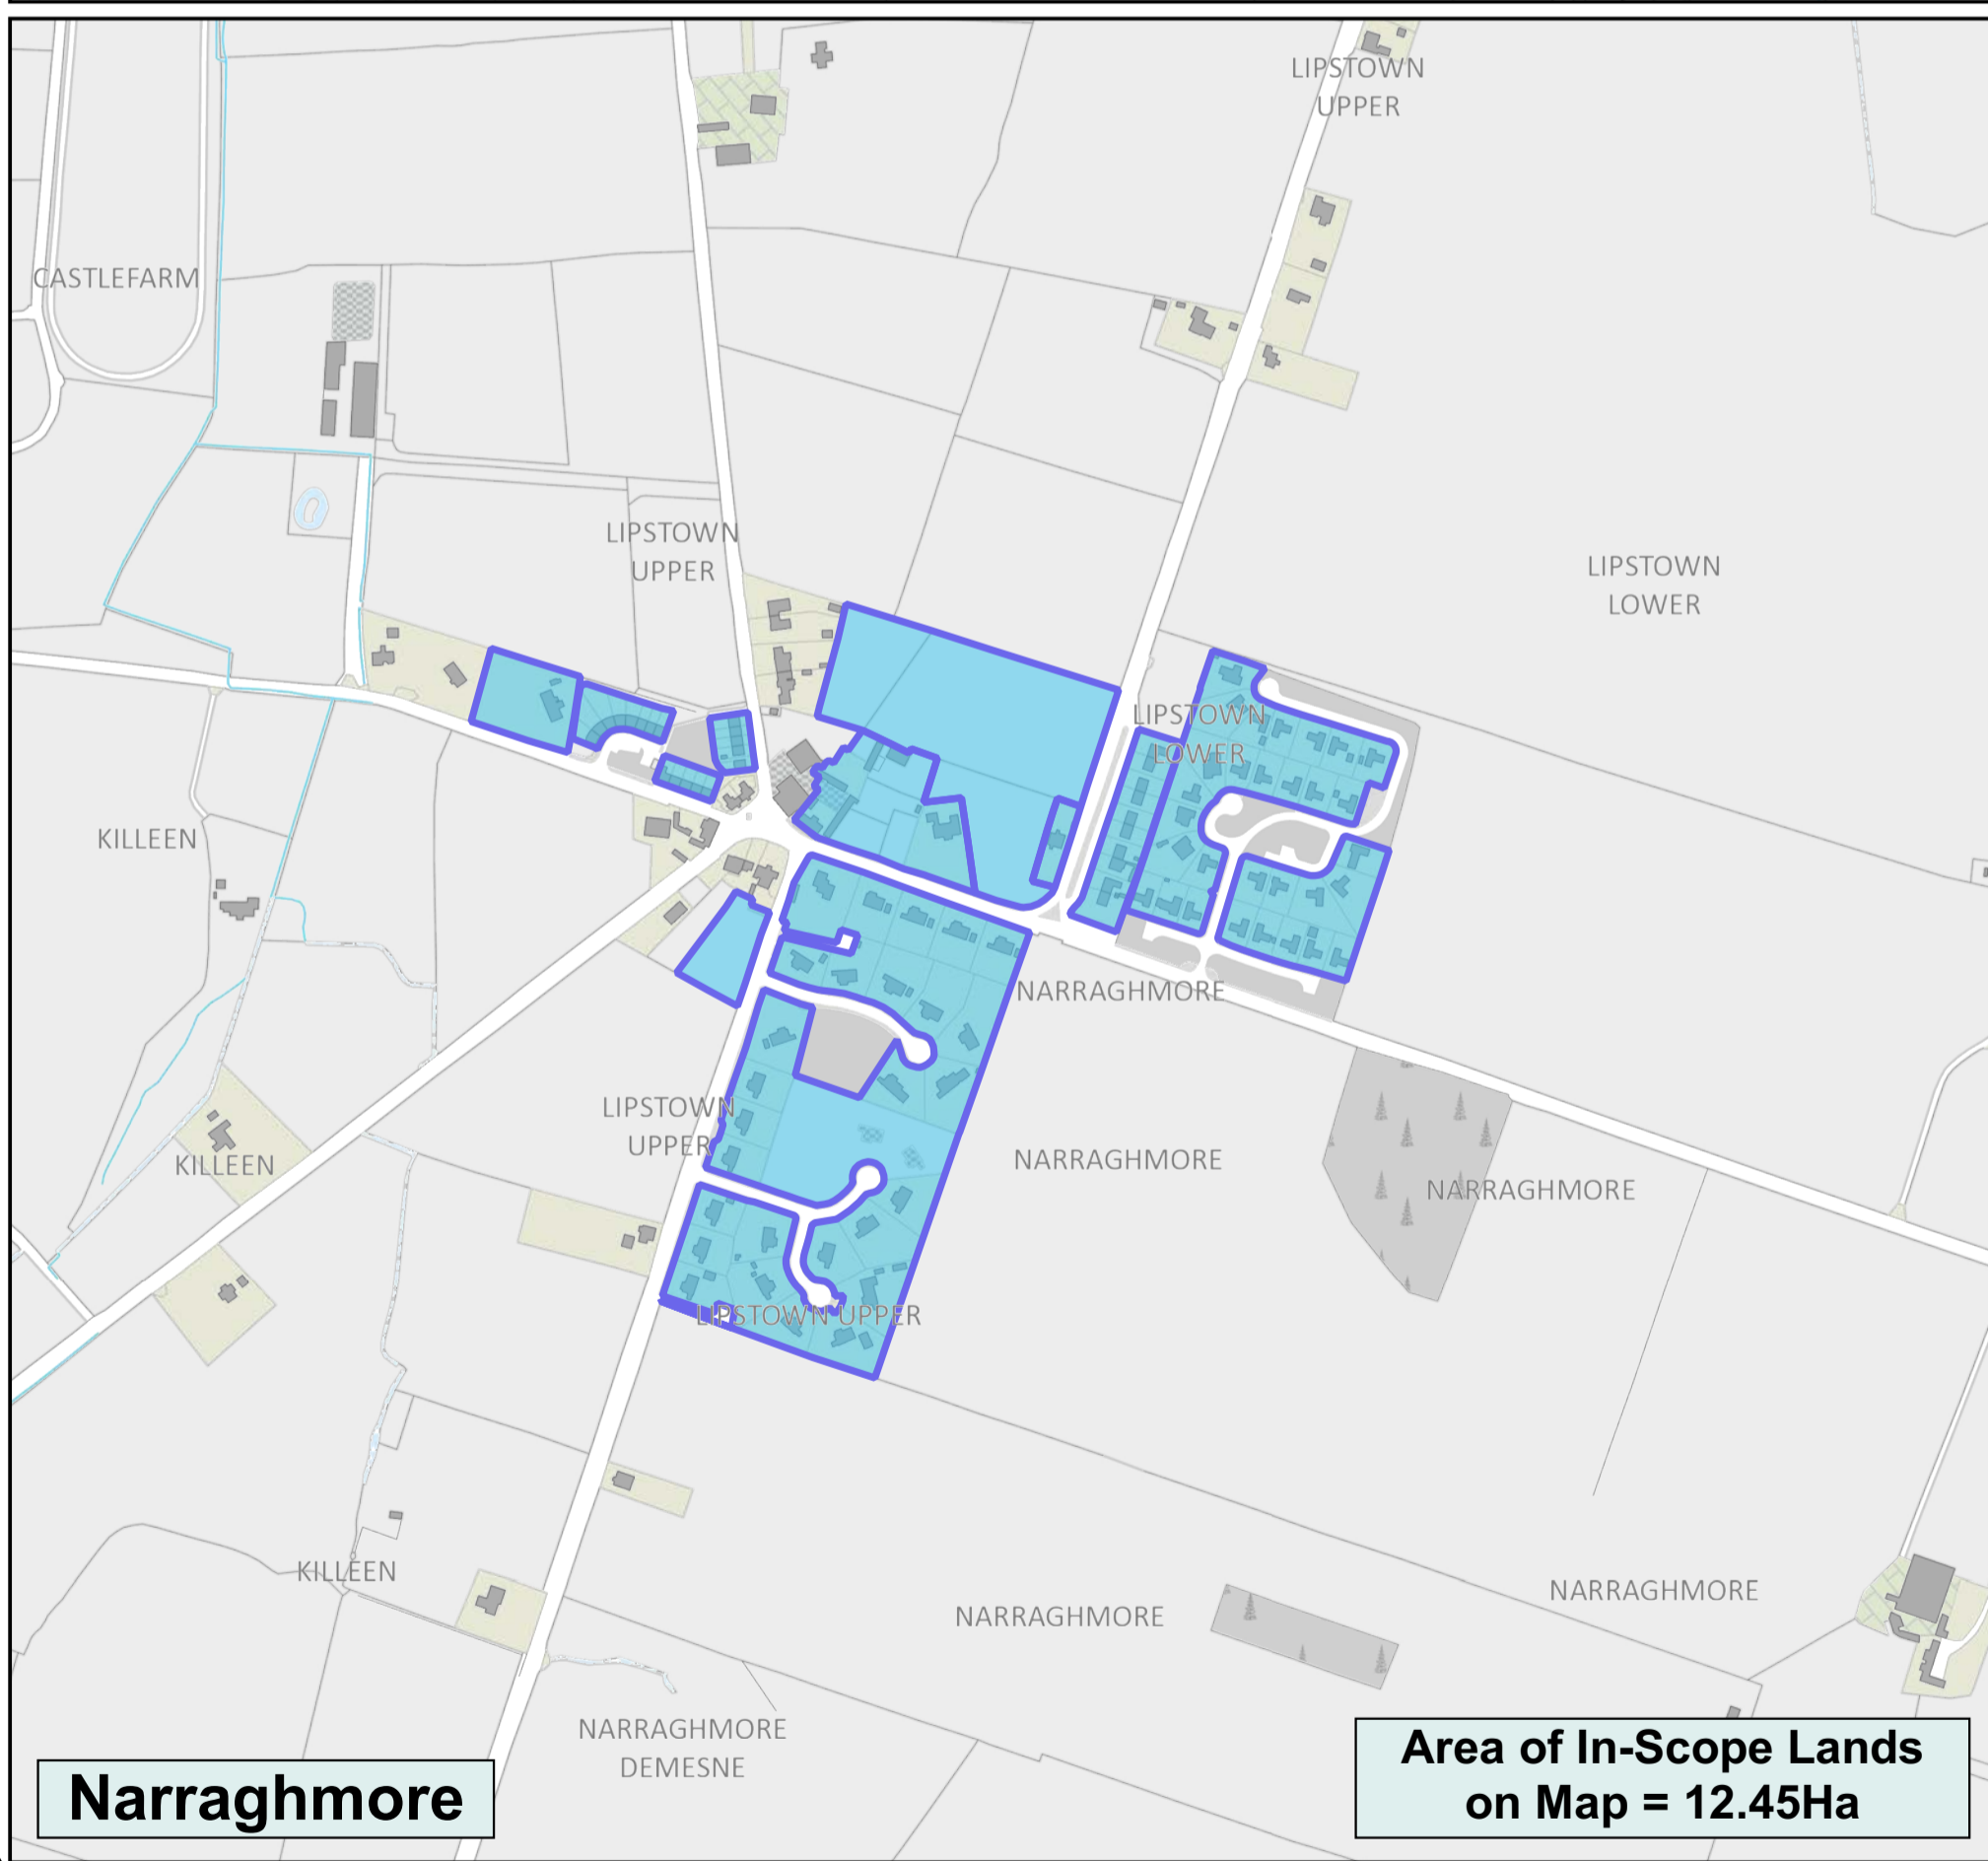 LIPSTOWN
UPPER
CASTLEFARM
LIPSTOWN
UPPER
LIPSTOWN
LOWER
LIPSTOWN
LOWER
KILLEEN
NARRAGHMORE
LIPSTOWN
UPPER
NARRAGHMORE
KILLEEN
NARRAGHMORE
LIPSTOWN UPPER
KILLEEN
NARRAGHMORE
NARRAGHMORE
NARRAGHMORE
DEMESNE
Narraghmore
Area of In-Scope Lands
on Map = 12.45Ha